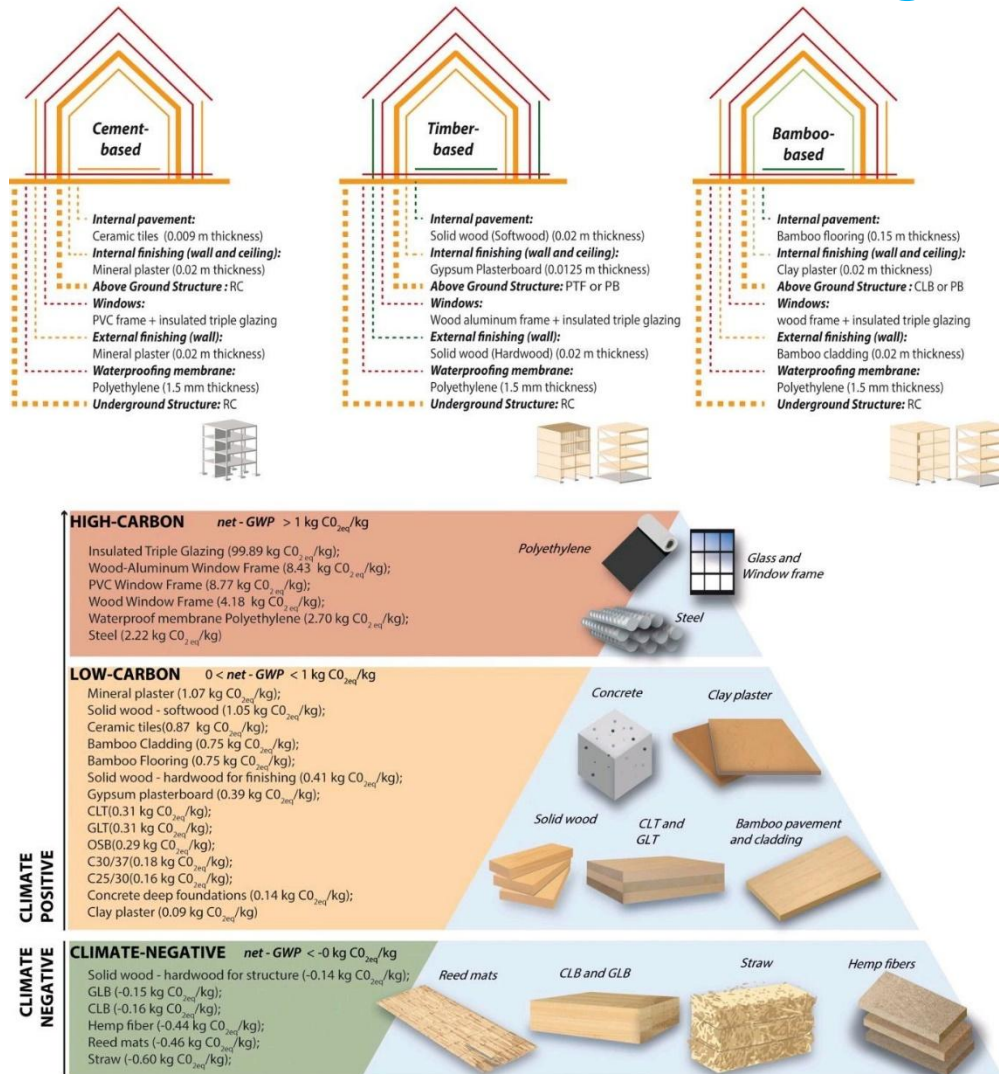 Cement-
based
Internal pavement:
Ceramic tiles (0.009 m thickness)
Internal finishing (wall and ceiling):
Mineral plaster (0.02 m thickness)
Above Ground Structure : RC
Windows:
PVC frame + insulated triple glazing
External finishing (wall):
Mineral plaster (0.02 m thickness)
Waterproofing membrane:
Polyethylene (1.5 mm thickness)
Underground Structure: RC
Timber-
based
Internal pavement:
Solid wood (Softwood) (0.02 m thickness)
Internal finishing (wall and ceiling):
Gypsum Plasterboard (0.0125 m thickness)
Above Ground Structure: PTF or PB
Windows:
Wood aluminum frame + insulated triple glazing
External finishing (wall):
Solid wood (Hardwood) (0.02 m thickness)
Waterproofing membrane:
Polyethylene (1.5 mm thickness)
Underground Structure: RC
Bamboo-
based
Internal pavement:
Bamboo flooring (0.15 m thickness)
Internal finishing (wall and ceiling):
Clay plaster (0.02 m thickness)
Above Ground Structure: CLB or PB
Windows:
wood frame + insulated triple glazing
External finishing (wall):
Bamboo cladding (0.02 m thickness)
Waterproofing membrane:
Polyethylene (1.5 mm thickness)
Underground Structure: RC
HIGH-CARBON net - GWP > 1 kg C02eq/kg
Insulated Triple Glazing (99.89 kg C02 eq/kg);
Wood-Aluminum Window Frame (8.43 kg C02 eq/kg);
PVC Window Frame (8.77 kg C02 eq/kg);
Wood Window Frame (4.18 kg C02 eq/kg);
Waterproof membrane Polyethylene (2.70 kg C02 eq/kg);
Steel (2.22 kg C02 eq/kg)
Polyethylene
Glass and
Window frame
Steel
LOW-CARBON 0 < net - GWP < 1 kg C02eq/kg
Mineral plaster (1.07 kg C02eq/kg);
Solid wood - softwood (1.05 kg C02eq/kg);
Ceramic tiles(0.87 kg C02eq/kg);
Bamboo Cladding (0.75 kg C02eq/kg);
Bamboo Flooring (0.75 kg C02eq/kg);
Solid wood - hardwood for finishing (0.41 kg C02eq/kg);
Gypsum plasterboard (0.39 kg C02eq/kg);
CLT(0.31 kg C02eq/kg);
GLT(0.31 kg C02eq/kg);
OSB(0.29 kg C02eq/kg);
C30/37(0.18 kg C02eq/kg);
C25/30(0.16 kg C02eq/kg);
Concrete deep foundations (0.14 kg C02eq/kg);
Clay plaster (0.09 kg C02eq/kg)
Concrete
Clay plaster
Solid wood
CLT and
GLT
Bamboo pavement
and cladding
CLIMATE
POSITIVE
CLIMATE-NEGATIVE net - GWP < -0 kg C02eq/kg
Solid wood - hardwood for structure (-0.14 kg C02eq/kg);
GLB (-0.15 kg C02eq/kg);
CLB (-0.16 kg C02eq/kg);
Hemp fiber (-0.44 kg C02eq/kg);
Reed mats (-0.46 kg C02eq/kg);
Straw (-0.60 kg C02eq/kg);
Reed mats
CLB and GLB
Straw
Hemp fibers
CLIMATE
NEGATIVE